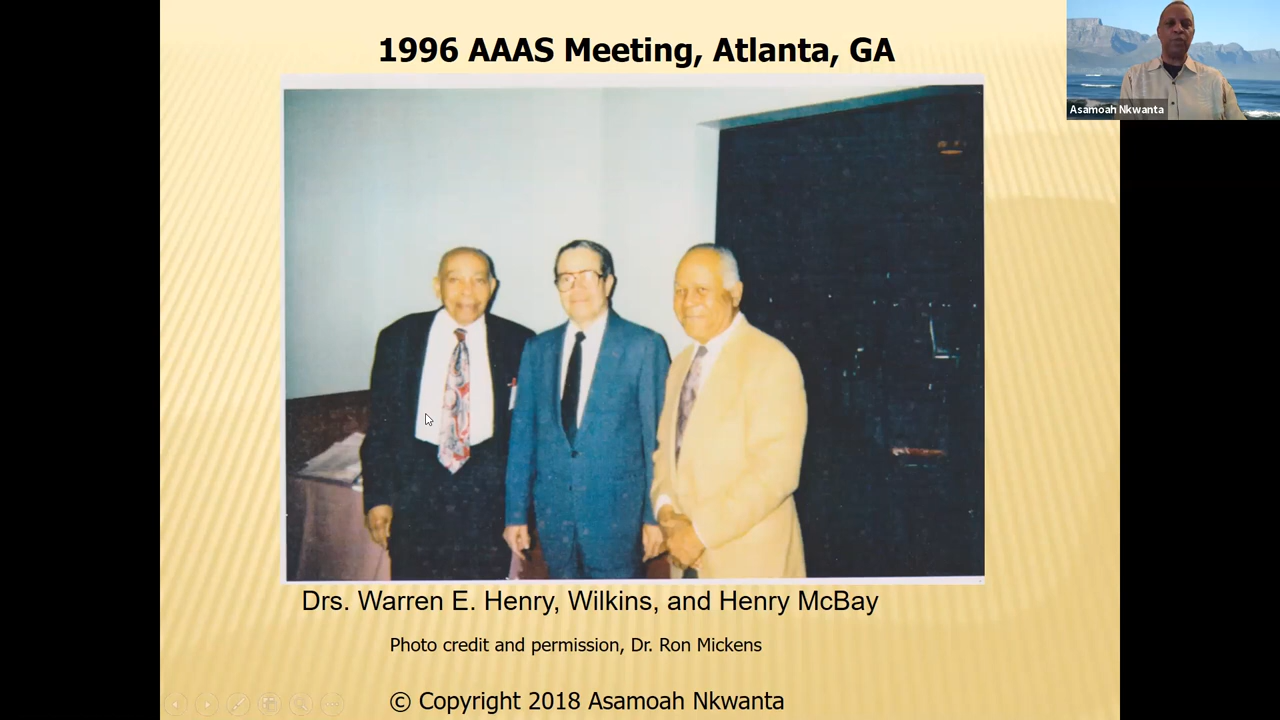 1996 AAAS Meeting, Atlanta, GA
Asamoah Nkwanta
Drs. Warren E. Henry, Wilkins, and Henry McBay
Photo credit and permission, Dr. Ron Mickens
© Copyright 2018 Asamoah Nkwanta